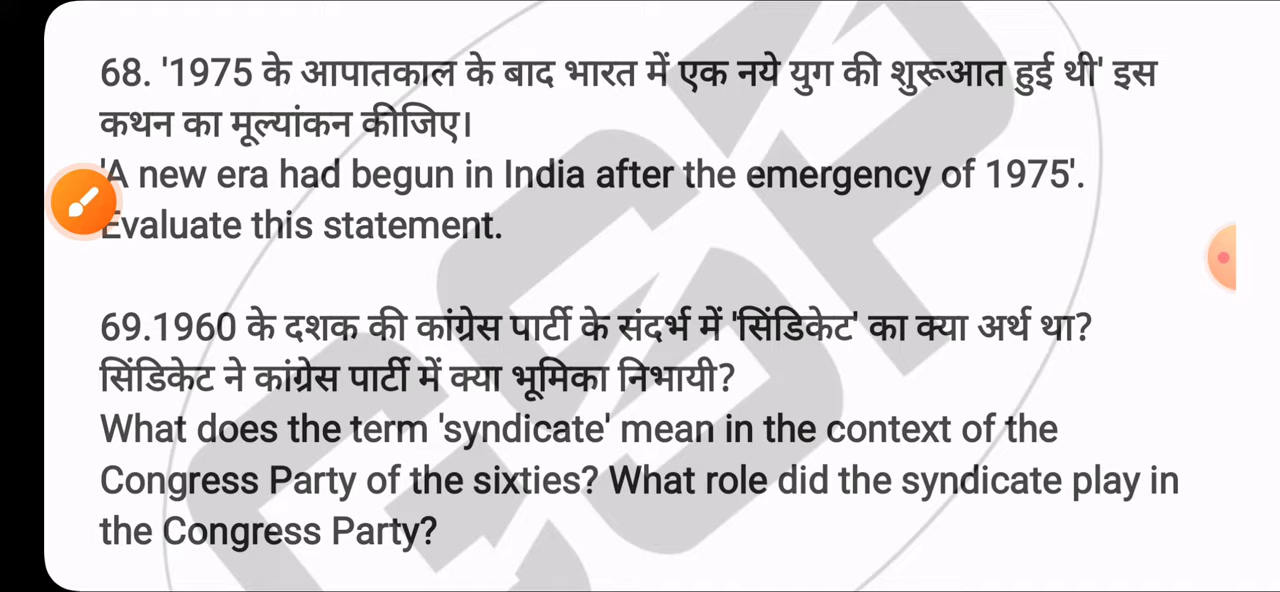 68. '1975 के आपातकाल के बाद भारत में एक नये युग की शुरूआत हुई थी' इस
कथन का मूल्यांकन कीजिए।
'A new era had begun in India after the emergency of 1975'.
Evaluate this statement.
69.1960 के दशक की कांग्रेस पार्टी के संदर्भ में 'सिंडिकेट' का क्या अर्थ था?
सिंडिकेट ने कांग्रेस पार्टी में क्या भूमिका निभायी?
What does the term 'syndicate' mean in the context of the
Congress Party of the sixties? What role did the syndicate play in
the Congress Party?